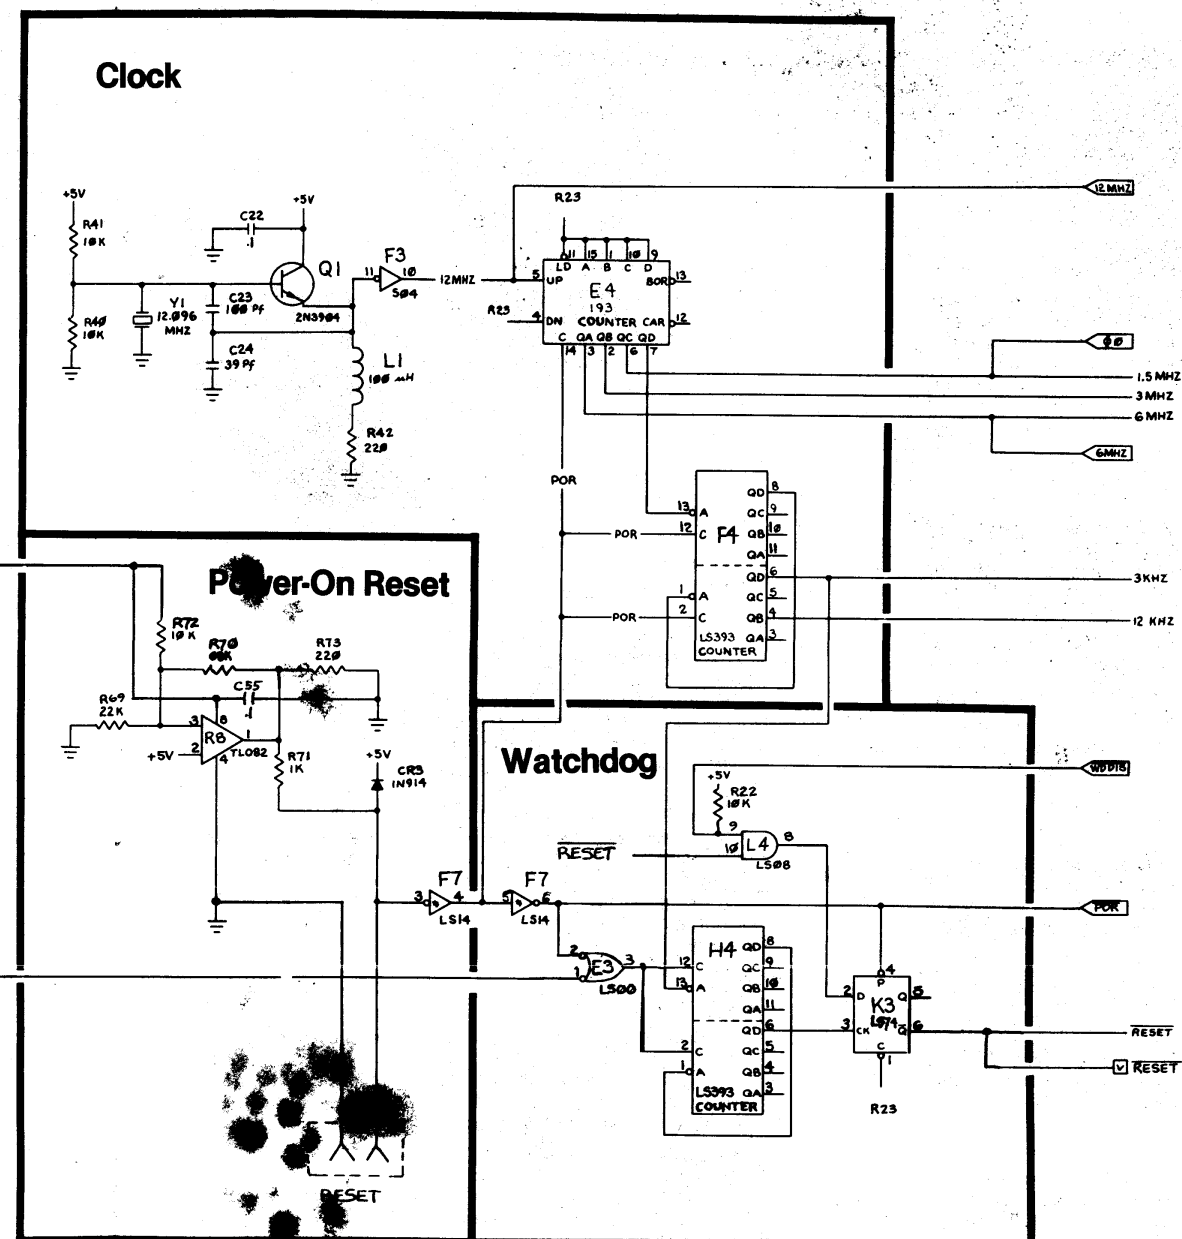 Clock
+5V
R41
10K
C22
.1
+5V
R23
12MHZ
Q1
F3
11
10
S04
12MHZ
11 15 1 10 9
LD A B C D
5
UP
BOR
13
E4
193
COUNTER
CAR
12
R23
4
DN
C QA QB QC QD
14 3 2 6 7
Y1
12.096
MHZ
C23
100 Pf
2N3904
R40
10K
C24
39 Pf
L1
100 uH
R42
220
Ø0
1.5 MHZ
3 MHZ
6 MHZ
6MHZ
POR
QD 8
13
A
QC 9
12
C
F4
QB 10
POR
QA 11
QD 6
3KHZ
1
A
QC 5
2
C
QB 4
12 KHZ
POR
LS393
QA 3
COUNTER
Power-On Reset
R72
10K
R70
R73
220
C55
.1
R69
22K
3
8
R8
1
TL082
+5V
2
4
R71
1K
+5V
CR3
1N914
Watchdog
WDDIS
+5V
R22
10K
9
L4
8
10
LS08
RESET
F7
3
4
LS14
F7
5
6
LS14
POR
2
E3
3
1
LS00
H4
QD 8
12
C
QC 9
13
A
QB 10
QA 11
QD 6
2
C
QC 5
1
A
QB 4
LS393
QA 3
COUNTER
4
P
2
D
Q
5
K3
LS74
3
CK
Q
6
C
1
R23
RESET
V
RESET
RESET